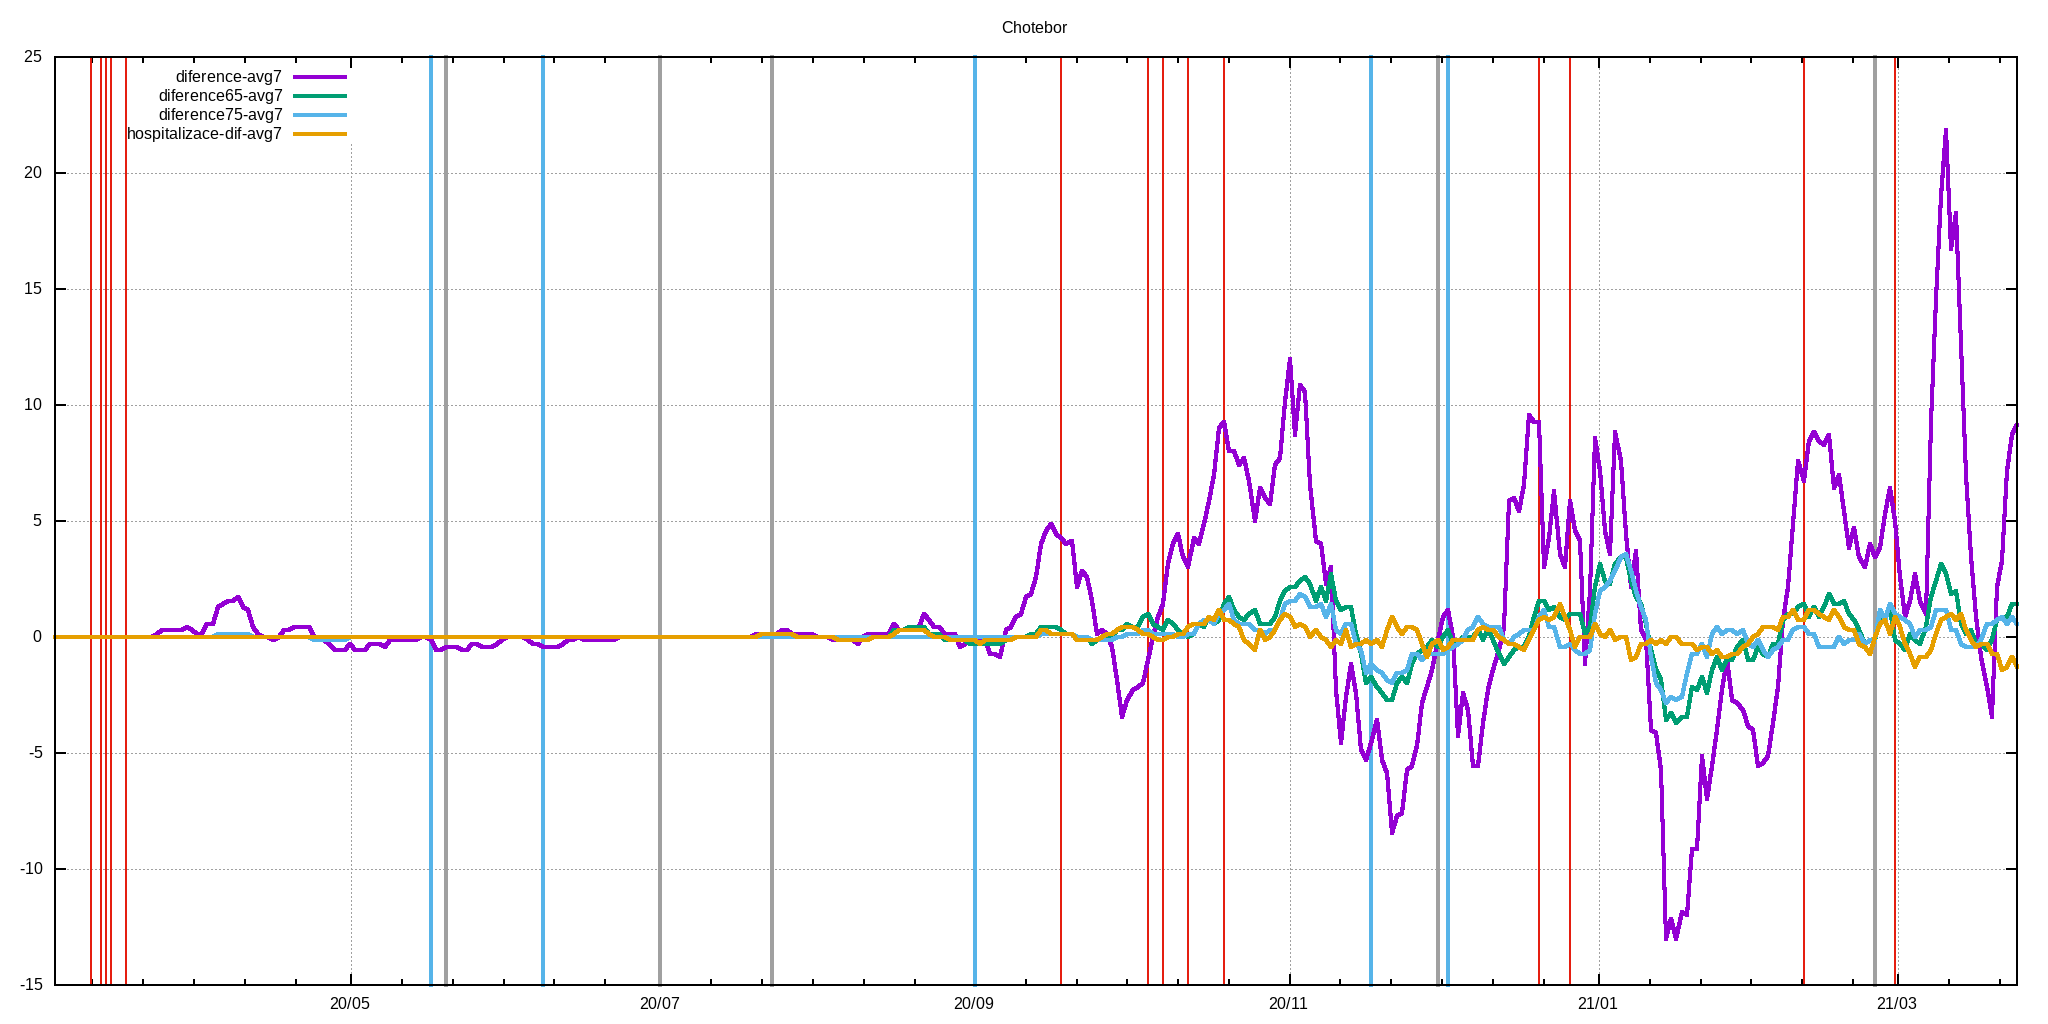 Chotebor
25
20
15
10
5
0
-5
-10
-15
diference-avg7
diference65-avg7
diference75-avg7
hospitalizace-dif-avg7
20/05 20/07 20/09 20/11 21/01 21/03